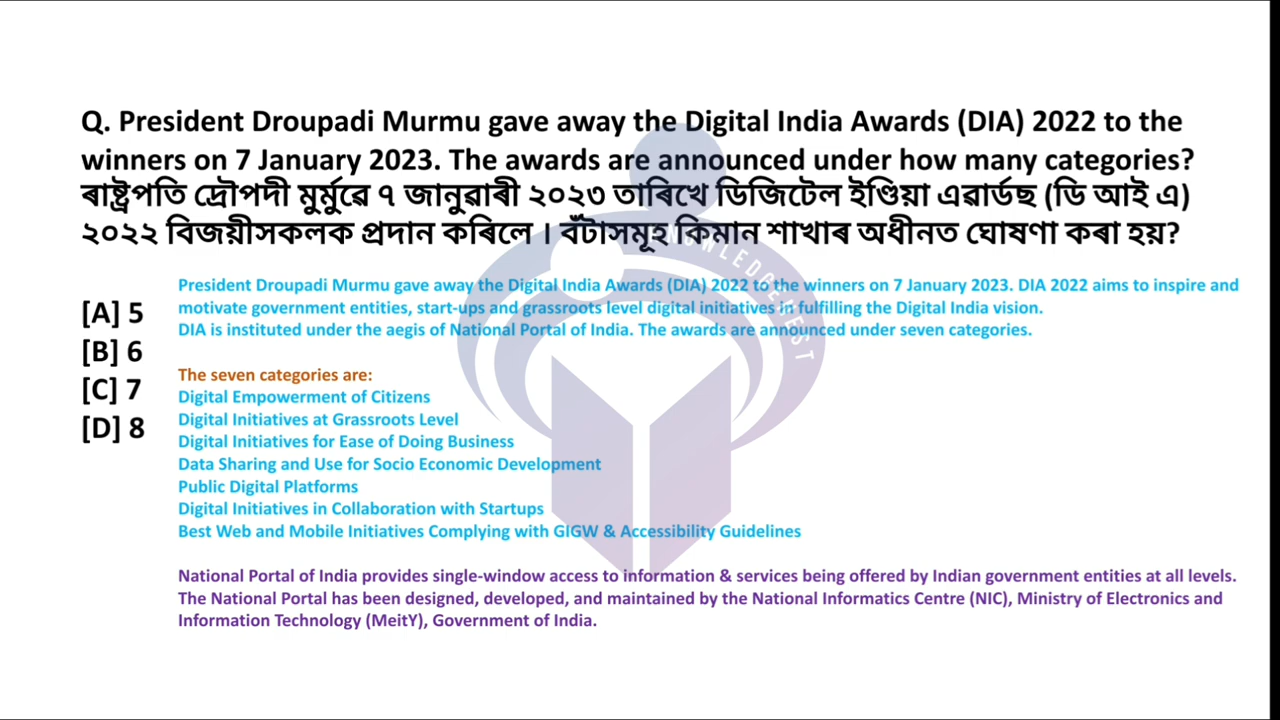 Q. President Droupadi Murmu gave away the Digital India Awards (DIA) 2022 to the
winners on 7 January 2023. The awards are announced under how many categories?
ৰাষ্ট্ৰপতি দ্ৰৌপদী মুৰ্মুৱে ৭ জানুৱাৰী ২০২৩ তাৰিখে ডিজিটেল ইণ্ডিয়া এৱাৰ্ডছ (ডি আই এ)
২০২২ বিজয়ীসকলক প্ৰদান কৰিলে । বঁটাসমূহ কিমান শাখাৰ অধীনত ঘোষণা কৰা হয়?
[A] 5
[B] 6
[C] 7
[D] 8
President Droupadi Murmu gave away the Digital India Awards (DIA) 2022 to the winners on 7 January 2023. DIA 2022 aims to inspire and
motivate government entities, start-ups and grassroots level digital initiatives in fulfilling the Digital India vision.
DIA is instituted under the aegis of National Portal of India. The awards are announced under seven categories.
The seven categories are:
Digital Empowerment of Citizens
Digital Initiatives at Grassroots Level
Digital Initiatives for Ease of Doing Business
Data Sharing and Use for Socio Economic Development
Public Digital Platforms
Digital Initiatives in Collaboration with Startups
Best Web and Mobile Initiatives Complying with GIGW & Accessibility Guidelines
National Portal of India provides single-window access to information & services being offered by Indian government entities at all levels.
The National Portal has been designed, developed, and maintained by the National Informatics Centre (NIC), Ministry of Electronics and
Information Technology (MeitY), Government of India.